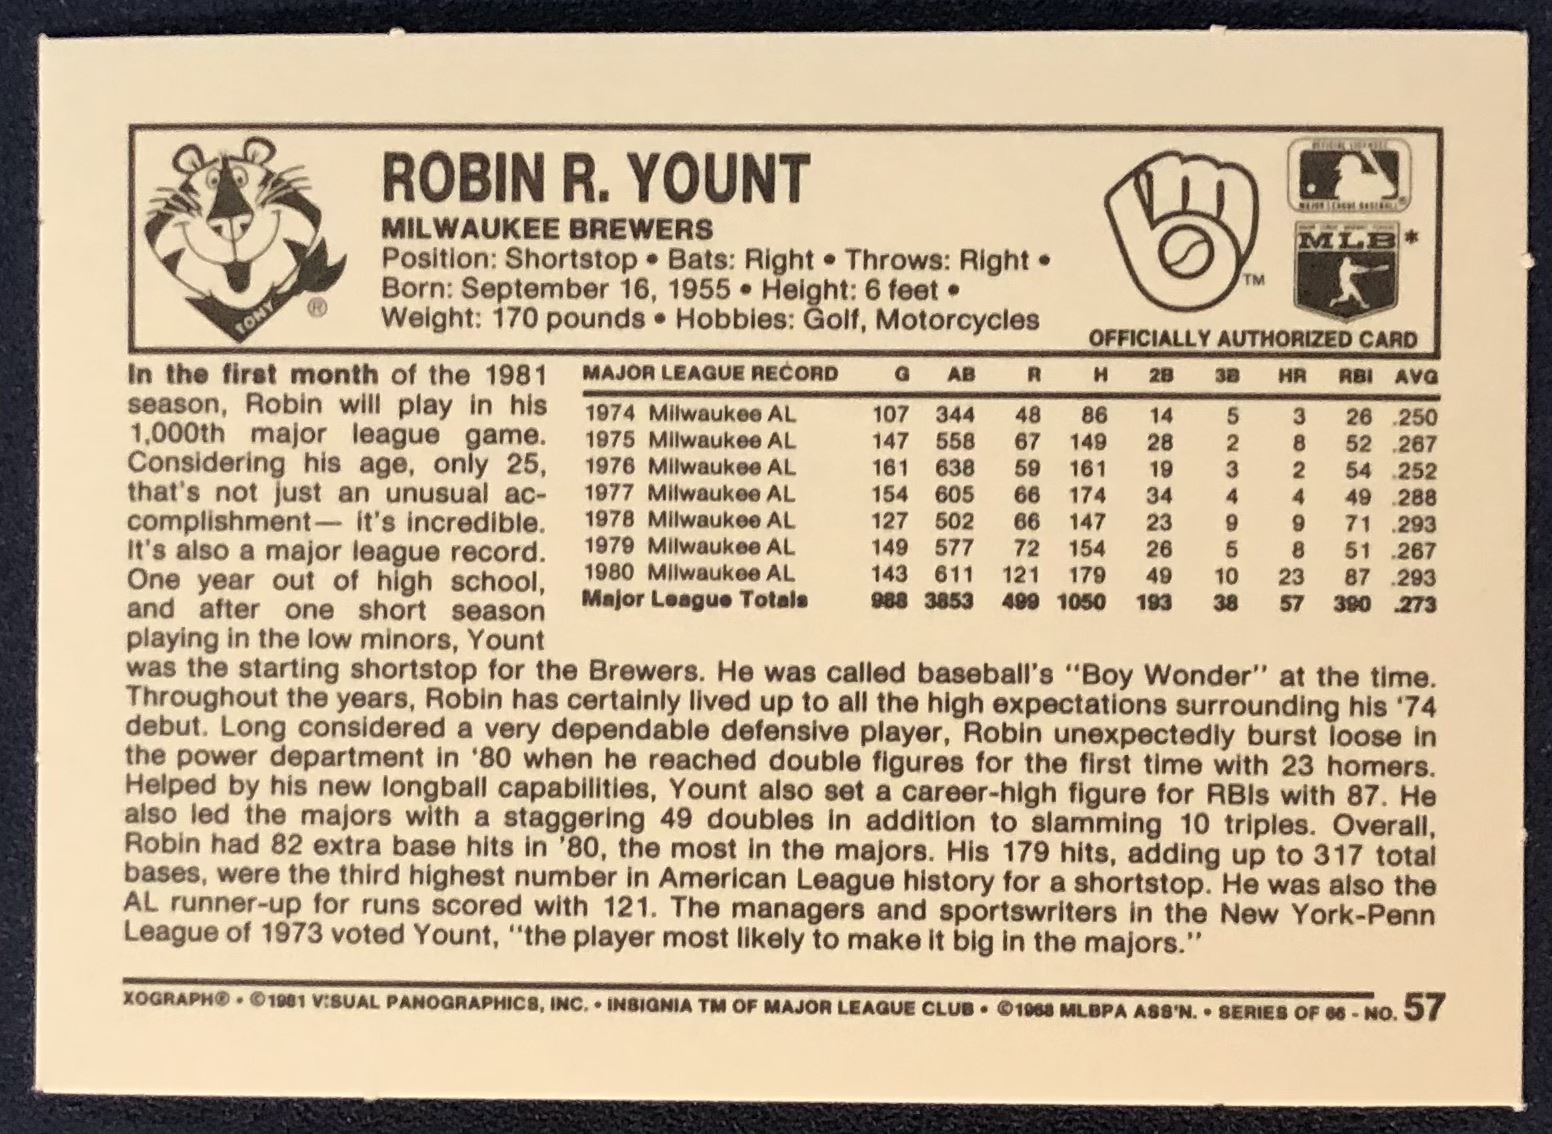 ROBIN R. YOUNT
MILWAUKEE BREWERS
Position: Shortstop • Bats: Right • Throws: Right •
Born: September 16, 1955 • Height: 6 feet •
Weight: 170 pounds • Hobbies: Golf, Motorcycles
TONY
®
TM
MAJOR LEAGUE BASEBALL
MLB*
OFFICIALLY AUTHORIZED CARD
In the first month of the 1981
season, Robin will play in his
1,000th major league game.
Considering his age, only 25,
that's not just an unusual ac-
complishment— it's incredible.
It's also a major league record.
One year out of high school,
and after one short season
playing in the low minors, Yount
MAJOR LEAGUE RECORD G AB R H 2B 3B HR RBI AVG
1974 Milwaukee AL 107 344 48 86 14 5 3 26 .250
1975 Milwaukee AL 147 558 67 149 28 2 8 52 .267
1976 Milwaukee AL 161 638 59 161 19 3 2 54 .252
1977 Milwaukee AL 154 605 66 174 34 4 4 49 .288
1978 Milwaukee AL 127 502 66 147 23 9 9 71 .293
1979 Milwaukee AL 149 577 72 154 26 5 8 51 .267
1980 Milwaukee AL 143 611 121 179 49 10 23 87 .293
Major League Totals 988 3853 499 1050 193 38 57 390 .273
was the starting shortstop for the Brewers. He was called baseball's "Boy Wonder" at the time.
Throughout the years, Robin has certainly lived up to all the high expectations surrounding his '74
debut. Long considered a very dependable defensive player, Robin unexpectedly burst loose in
the power department in '80 when he reached double figures for the first time with 23 homers.
Helped by his new longball capabilities, Yount also set a career-high figure for RBIs with 87. He
also led the majors with a staggering 49 doubles in addition to slamming 10 triples. Overall,
Robin had 82 extra base hits in '80, the most in the majors. His 179 hits, adding up to 317 total
bases, were the third highest number in American League history for a shortstop. He was also the
AL runner-up for runs scored with 121. The managers and sportswriters in the New York-Penn
League of 1973 voted Yount, "the player most likely to make it big in the majors."
XOGRAPH® • ©1981 VISUAL PANOGRAPHICS, INC. • INSIGNIA TM OF MAJOR LEAGUE CLUB • ©1968 MLBPA ASS'N. • SERIES OF 66 - NO. 57